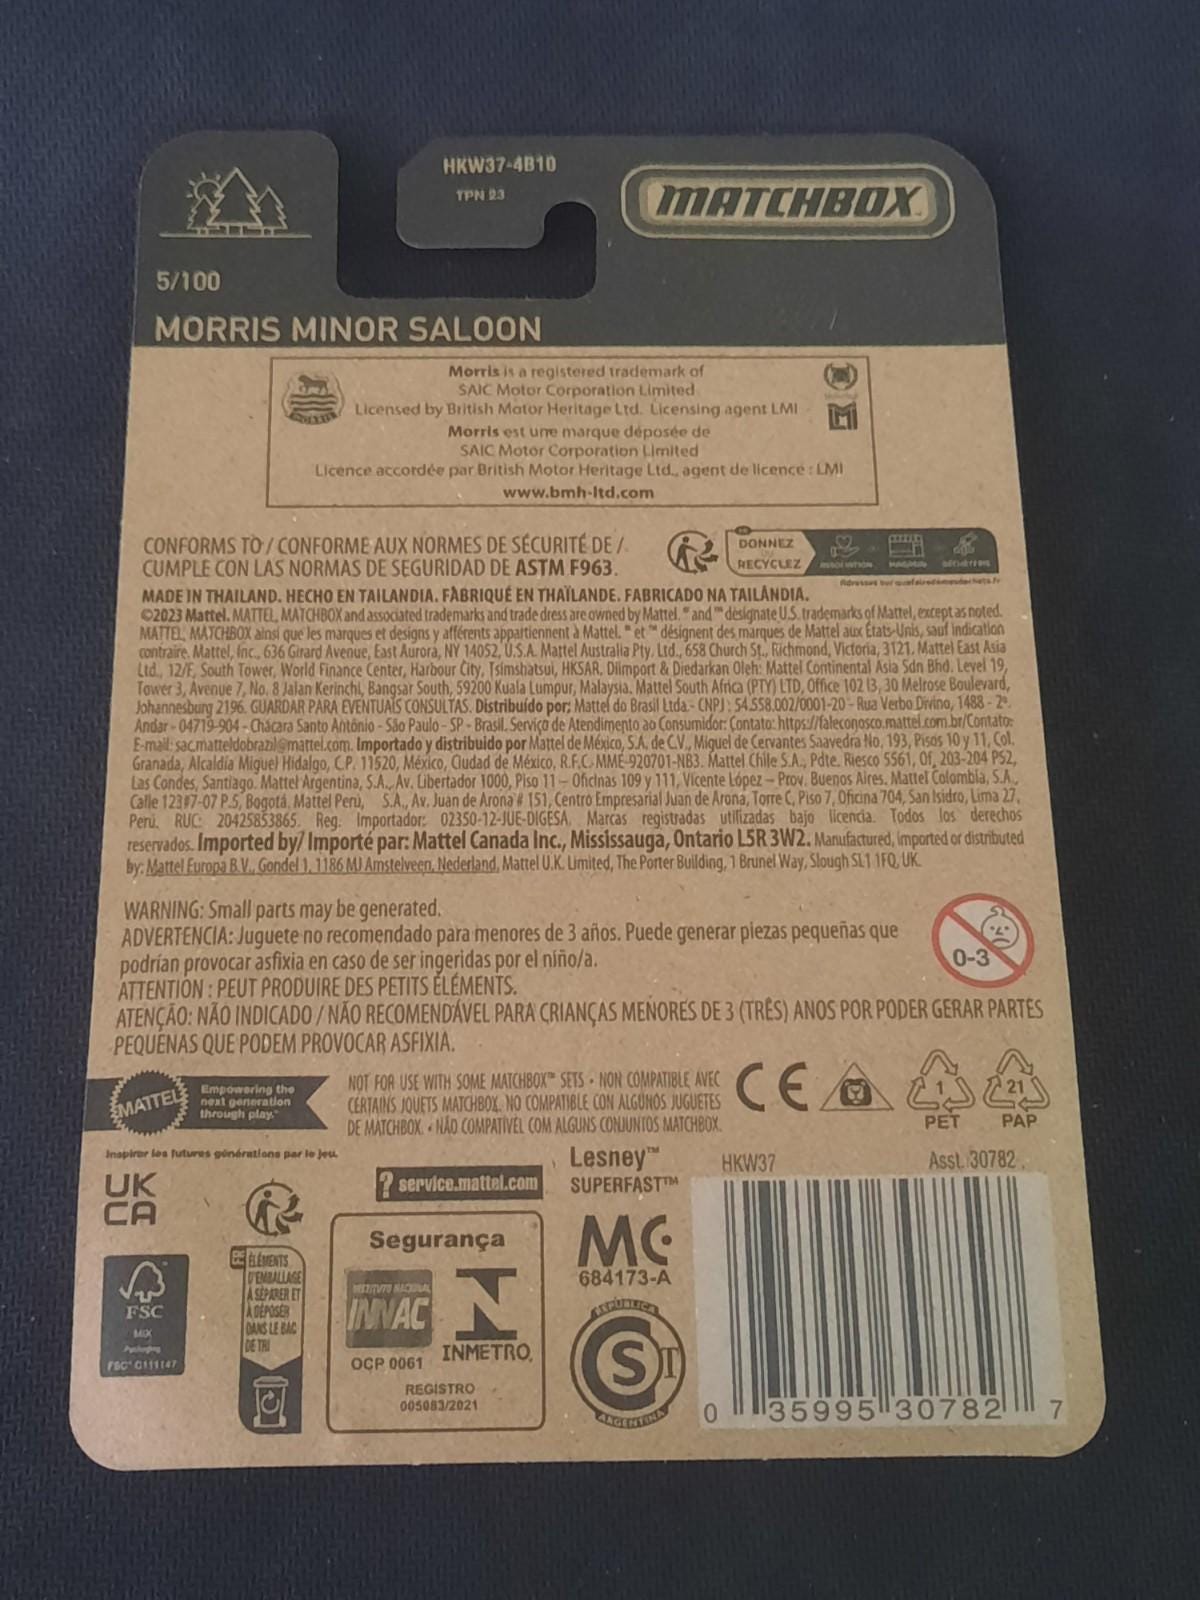 HKW37-4B10
TPN 23
MATCHBOX
5/100
MORRIS MINOR SALOON
Morris is a registered trademark of
SAIC Motor Corporation Limited
Licensed by British Motor Heritage Ltd. Licensing agent LMI
Morris est une marque déposée de
SAIC Motor Corporation Limited
Licence accordée par British Motor Heritage Ltd., agent de licence : LMI
www.bmh-ltd.com
MORRIS
CONFORMS TO / CONFORME AUX NORMES DE SÉCURITÉ DE /
CUMPLE CON LAS NORMAS DE SEGURIDAD DE ASTM F963.
DONNEZ
OU
RECYCLEZ
ASSOCIATION
MAGASIN
DÉCHÈTERIE
Adresses sur quefairedemesdechets.fr
MADE IN THAILAND. HECHO EN TAILANDIA. FABRIQUÉ EN THAÏLANDE. FABRICADO NA TAILÂNDIA.
©2023 Mattel. MATTEL, MATCHBOX and associated trademarks and trade dress are owned by Mattel. ® and ™ designate U.S. trademarks of Mattel, except as noted.
MATTEL, MATCHBOX ainsi que les marques et designs y afférents appartiennent à Mattel. ® et ™ désignent des marques de Mattel aux États-Unis, sauf indication
contraire. Mattel, Inc., 636 Girard Avenue, East Aurora, NY 14052, U.S.A. Mattel Australia Pty. Ltd., 658 Church St., Richmond, Victoria, 3121. Mattel East Asia
Ltd., 12/F, South Tower, World Finance Center, Harbour City, Tsimshatsui, HKSAR. Diimport & Diedarkan Oleh: Mattel Continental Asia Sdn Bhd. Level 19,
Tower 3, Avenue 7, No. 8 Jalan Kerinchi, Bangsar South, 59200 Kuala Lumpur, Malaysia. Mattel South Africa (PTY) LTD, Office 102 I3, 30 Melrose Boulevard,
Johannesburg 2196. GUARDAR PARA EVENTUAIS CONSULTAS. Distribuído por: Mattel do Brasil Ltda.- CNPJ : 54.558.002/0001-20 - Rua Verbo Divino, 1488 - 2º.
Andar - 04719-904 - Chácara Santo Antônio - São Paulo - SP - Brasil. Serviço de Atendimento ao Consumidor: Contato: https://faleconosco.mattel.com.br/Contato:
E-mail: sac.matteldobrazil@mattel.com. Importado y distribuido por Mattel de México, S.A. de C.V., Miguel de Cervantes Saavedra No. 193, Pisos 10 y 11, Col.
Granada, Alcaldía Miguel Hidalgo, C.P. 11520, México, Ciudad de México, R.F.C. MME-920701-NB3. Mattel Chile S.A., Pdte. Riesco 5561, Of. 203-204 P52,
Las Condes, Santiago. Mattel Argentina, S.A., Av. Libertador 1000, Piso 11 – Oficinas 109 y 111, Vicente López – Prov. Buenos Aires. Mattel Colombia, S.A.,
Calle 123#7-07 P.5, Bogotá. Mattel Perú, S.A., Av. Juan de Arona # 151, Centro Empresarial Juan de Arona, Torre C, Piso 7, Oficina 704, San Isidro, Lima 27,
Perú. RUC: 20425853865. Reg. Importador: 02350-12-JUE-DIGESA. Marcas registradas utilizadas bajo licencia. Todos los derechos
reservados. Imported by/ Importé par: Mattel Canada Inc., Mississauga, Ontario L5R 3W2. Manufactured, imported or distributed
by: Mattel Europa B.V., Gondel 1, 1186 MJ Amstelveen, Nederland, Mattel U.K. Limited, The Porter Building, 1 Brunel Way, Slough SL1 1FQ, UK.
WARNING: Small parts may be generated.
ADVERTENCIA: Juguete no recomendado para menores de 3 años. Puede generar piezas pequeñas que
podrían provocar asfixia en caso de ser ingeridas por el niño/a.
ATTENTION : PEUT PRODUIRE DES PETITS ÉLÉMENTS.
ATENÇÃO: NÃO INDICADO / NÃO RECOMENDÁVEL PARA CRIANÇAS MENORES DE 3 (TRÊS) ANOS POR PODER GERAR PARTES
PEQUENAS QUE PODEM PROVOCAR ASFIXIA.
0-3
MATTEL
Empowering the
next generation
through play.™
Inspirer les futures générations par le jeu.
NOT FOR USE WITH SOME MATCHBOX™ SETS • NON COMPATIBLE AVEC
CERTAINS JOUETS MATCHBOX. NO COMPATIBLE CON ALGUNOS JUGUETES
DE MATCHBOX. • NÃO COMPATÍVEL COM ALGUNS CONJUNTOS MATCHBOX.
CE
1
PET
21
PAP
UK
CA
? service.mattel.com
Lesney™
SUPERFAST™
HKW37
Asst. 30782
FSC
MIX
Packaging
FSC® C111147
FR
ÉLÉMENTS
D'EMBALLAGE
À SÉPARER ET
À DÉPOSER
DANS LE BAC
DE TRI
Segurança
INSTITUTO NACIONAL
INNAC
OCP 0061
INMETRO
REGISTRO
005083/2021
MC
684173-A
REPUBLICA
S
T
ARGENTINA
0 35995 30782 7